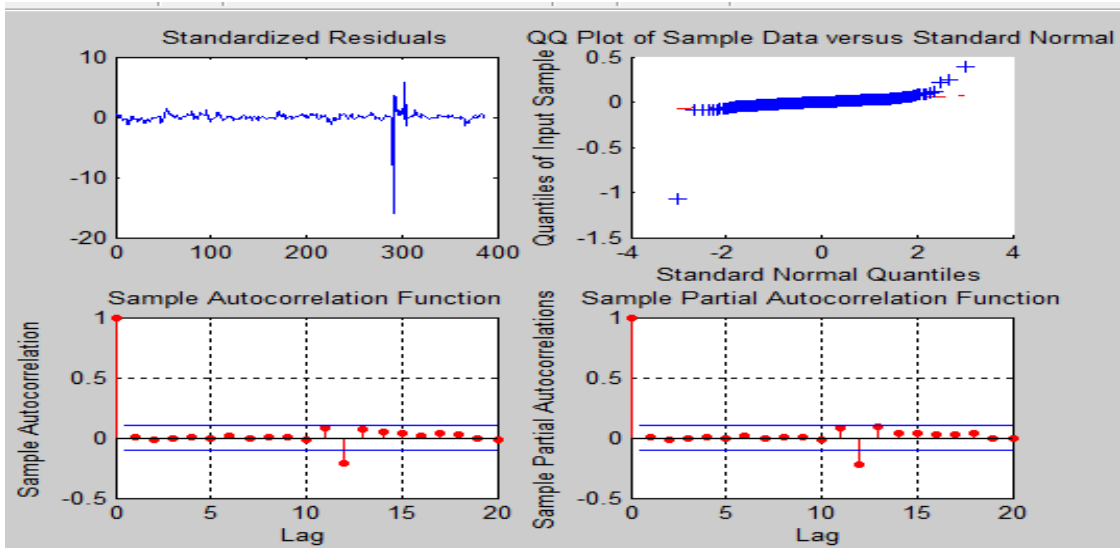 Standardized Residuals
10
0
-10
-20
0 100 200 300 400
QQ Plot of Sample Data versus Standard Normal
Quantiles of Input Sample
0.5
0
-0.5
-1
-1.5
-4 -2 0 2 4
Standard Normal Quantiles
Sample Autocorrelation Function
Sample Autocorrelation
1
0.5
0
-0.5
0 5 10 15 20
Lag
Sample Partial Autocorrelation Function
Sample Partial Autocorrelations
1
0.5
0
-0.5
0 5 10 15 20
Lag